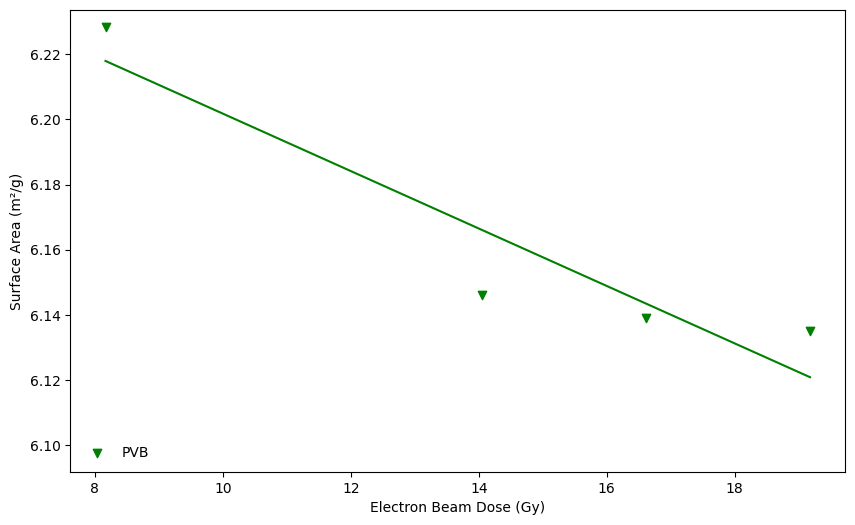 6.22
6.20
6.18
6.16
6.14
6.12
6.10
Surface Area (m²/g)
PVB
8 10 12 14 16 18
Electron Beam Dose (Gy)